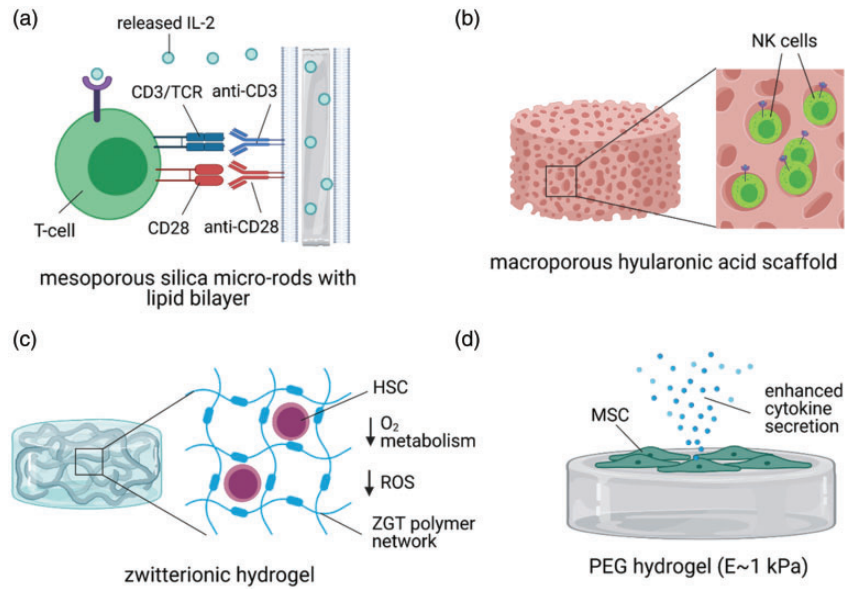 (a)
released IL-2
CD3/TCR anti-CD3
T-cell
CD28
anti-CD28
mesoporous silica micro-rods with
lipid bilayer
(b)
NK cells
macroporous hyularonic acid scaffold
(c)
HSC
↓ O₂
metabolism
↓ ROS
ZGT polymer
network
zwitterionic hydrogel
(d)
MSC
enhanced
cytokine
secretion
PEG hydrogel (E~1 kPa)